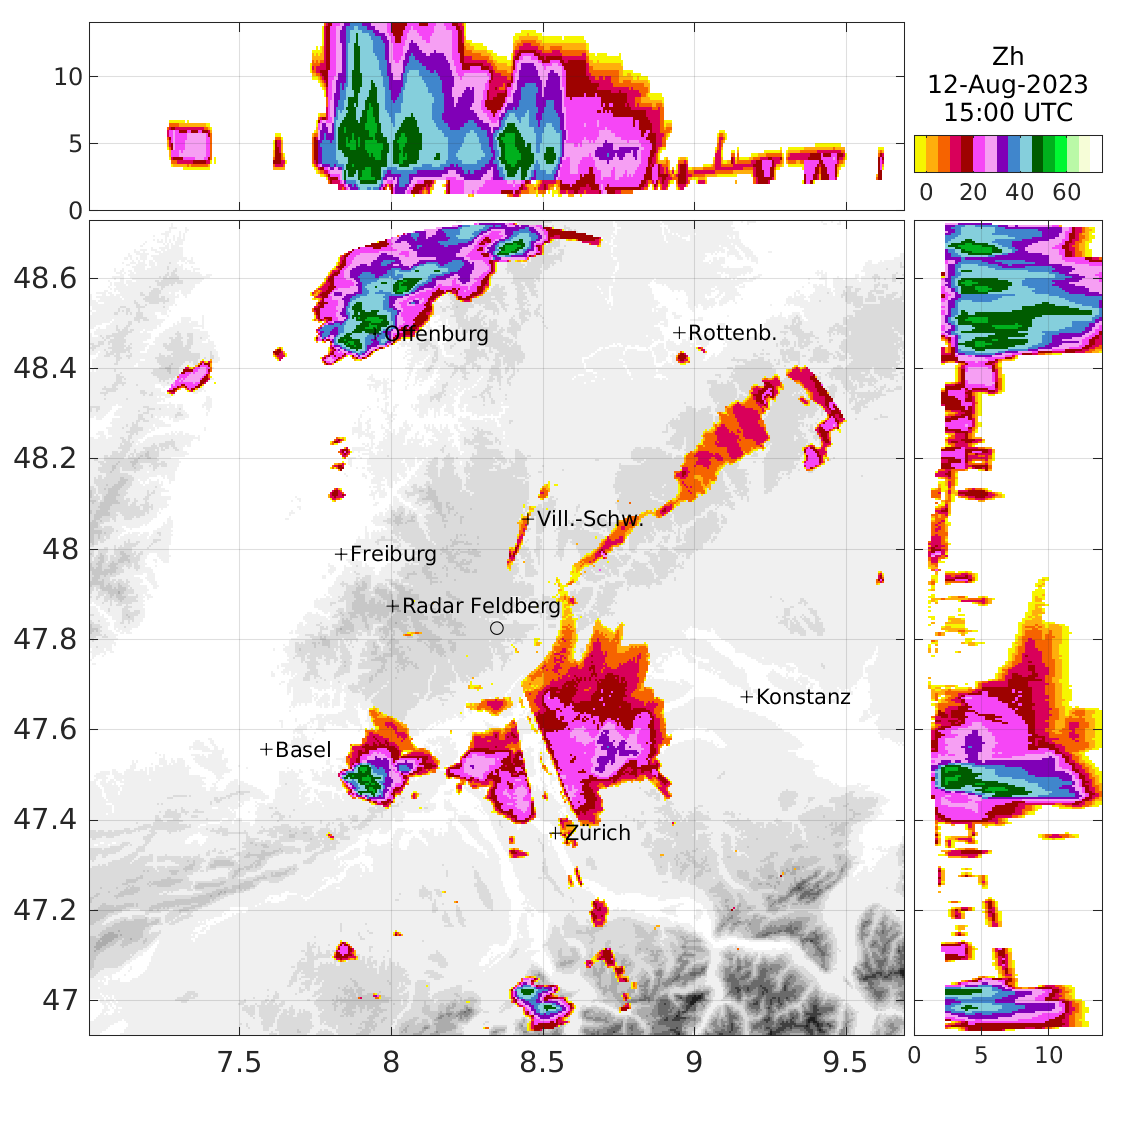 10
5
0
Zh
12-Aug-2023
15:00 UTC
0 20 40 60
48.6
48.4
48.2
48
47.8
47.6
47.4
47.2
47
Offenburg
Rottenb.
Vill.-Schw.
Freiburg
Radar Feldberg
Konstanz
Basel
Zürich
7.5 8 8.5 9 9.5
0 5 10